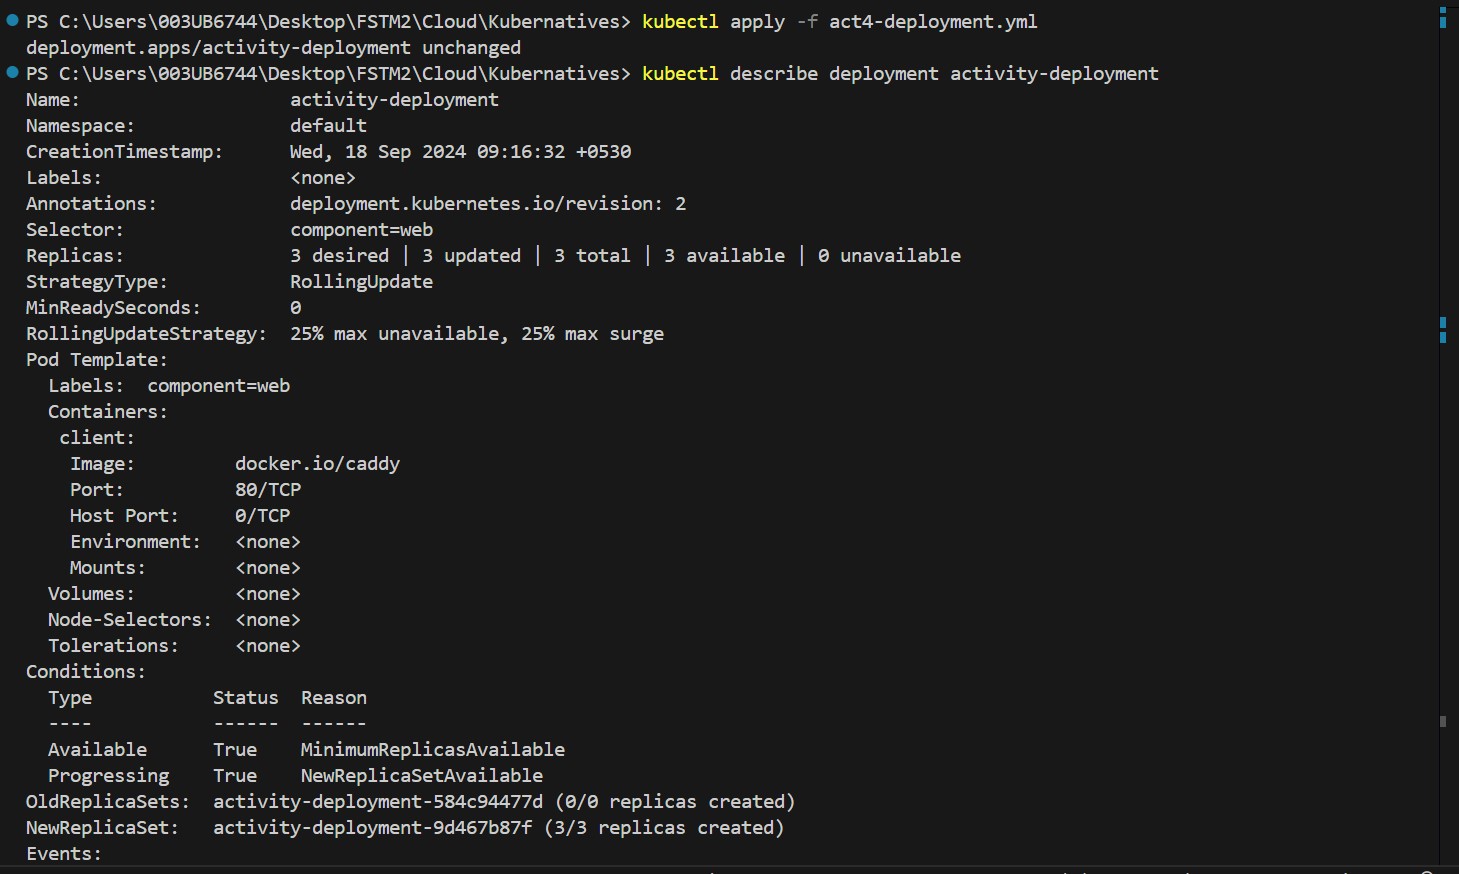 PS C:\Users\003UB6744\Desktop\FSTM2\Cloud\Kubernatives> kubectl apply -f act4-deployment.yml
deployment.apps/activity-deployment unchanged
PS C:\Users\003UB6744\Desktop\FSTM2\Cloud\Kubernatives> kubectl describe deployment activity-deployment
Name:                   activity-deployment
Namespace:              default
CreationTimestamp:      Wed, 18 Sep 2024 09:16:32 +0530
Labels:                 <none>
Annotations:            deployment.kubernetes.io/revision: 2
Selector:               component=web
Replicas:               3 desired | 3 updated | 3 total | 3 available | 0 unavailable
StrategyType:           RollingUpdate
MinReadySeconds:        0
RollingUpdateStrategy:  25% max unavailable, 25% max surge
Pod Template:
  Labels:  component=web
  Containers:
   client:
    Image:         docker.io/caddy
    Port:          80/TCP
    Host Port:     0/TCP
    Environment:   <none>
    Mounts:        <none>
  Volumes:         <none>
  Node-Selectors:  <none>
  Tolerations:     <none>
Conditions:
  Type           Status  Reason
  ----           ------  ------
  Available      True    MinimumReplicasAvailable
  Progressing    True    NewReplicaSetAvailable
OldReplicaSets:  activity-deployment-584c94477d (0/0 replicas created)
NewReplicaSet:   activity-deployment-9d467b87f (3/3 replicas created)
Events: